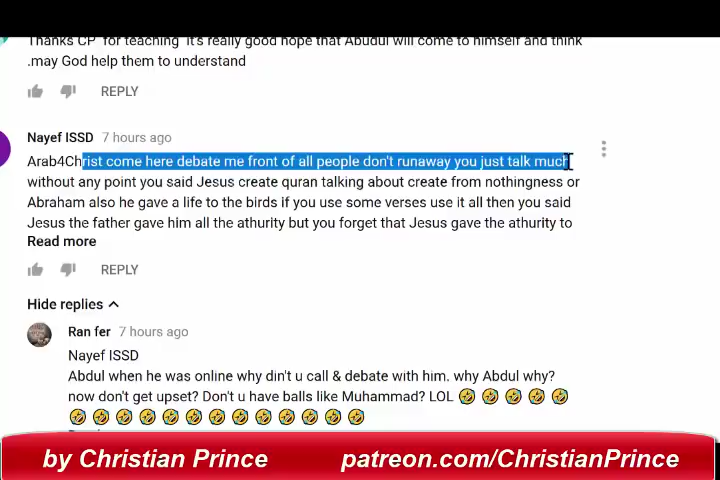 Thanks CP for teaching it's really good hope that Abudul will come to himself and think
.may God help them to understand
REPLY
Nayef ISSD 7 hours ago
Arab4Christ come here debate me front of all people don't runaway you just talk much
without any point you said Jesus create quran talking about create from nothingness or
Abraham also he gave a life to the birds if you use some verses use it all then you said
Jesus the father gave him all the athurity but you forget that Jesus gave the athurity to
Read more
REPLY
Hide replies
Ran fer 7 hours ago
Nayef ISSD
Abdul when he was online why din't u call & debate with him. why Abdul why?
now don't get upset? Don't u have balls like Muhammad? LOL 🤣 🤣 🤣 🤣 🤣
🤣 🤣 🤣 🤣 🤣 🤣 🤣 🤣 🤣 🤣 🤣 🤣
by Christian Prince patreon.com/ChristianPrince